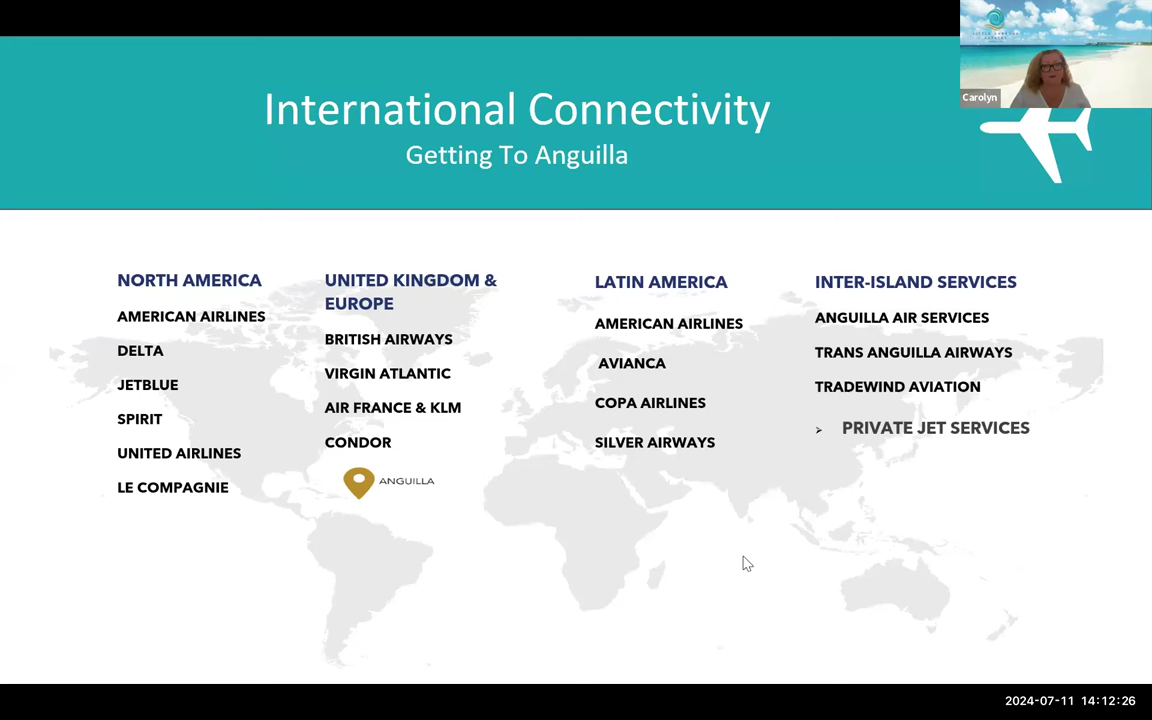 International Connectivity
Getting To Anguilla
Carolyn
NORTH AMERICA
AMERICAN AIRLINES
DELTA
JETBLUE
SPIRIT
UNITED AIRLINES
LE COMPAGNIE
UNITED KINGDOM &
EUROPE
BRITISH AIRWAYS
VIRGIN ATLANTIC
AIR FRANCE & KLM
CONDOR
ANGUILLA
LATIN AMERICA
AMERICAN AIRLINES
AVIANCA
COPA AIRLINES
SILVER AIRWAYS
INTER-ISLAND SERVICES
ANGUILLA AIR SERVICES
TRANS ANGUILLA AIRWAYS
TRADEWIND AVIATION
➢ PRIVATE JET SERVICES
2024-07-11 14:12:26